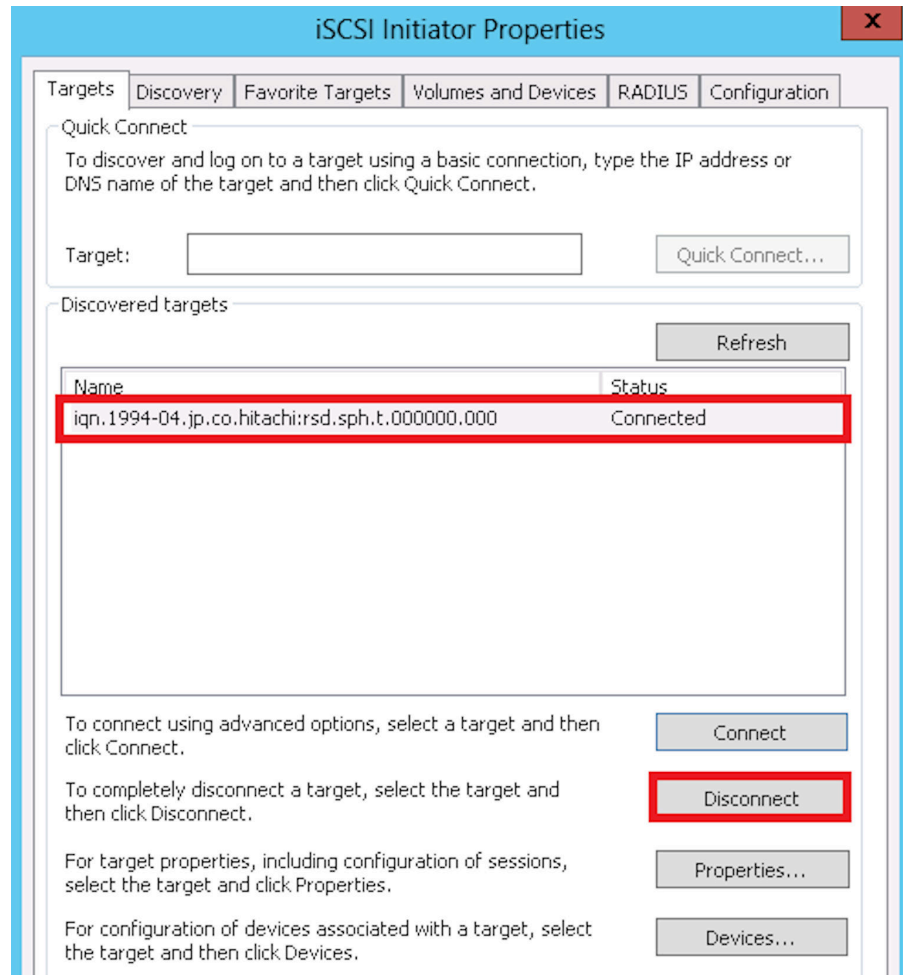 iSCSI Initiator Properties
x
Targets
Discovery
Favorite Targets
Volumes and Devices
RADIUS
Configuration
Quick Connect
To discover and log on to a target using a basic connection, type the IP address or
DNS name of the target and then click Quick Connect.
Target:
Quick Connect...
Discovered targets
Refresh
Name
Status
iqn.1994-04.jp.co.hitachi:rsd.sph.t.000000.000
Connected
To connect using advanced options, select a target and then
click Connect.
Connect
To completely disconnect a target, select the target and
then click Disconnect.
Disconnect
For target properties, including configuration of sessions,
select the target and click Properties.
Properties...
For configuration of devices associated with a target, select
the target and then click Devices.
Devices...